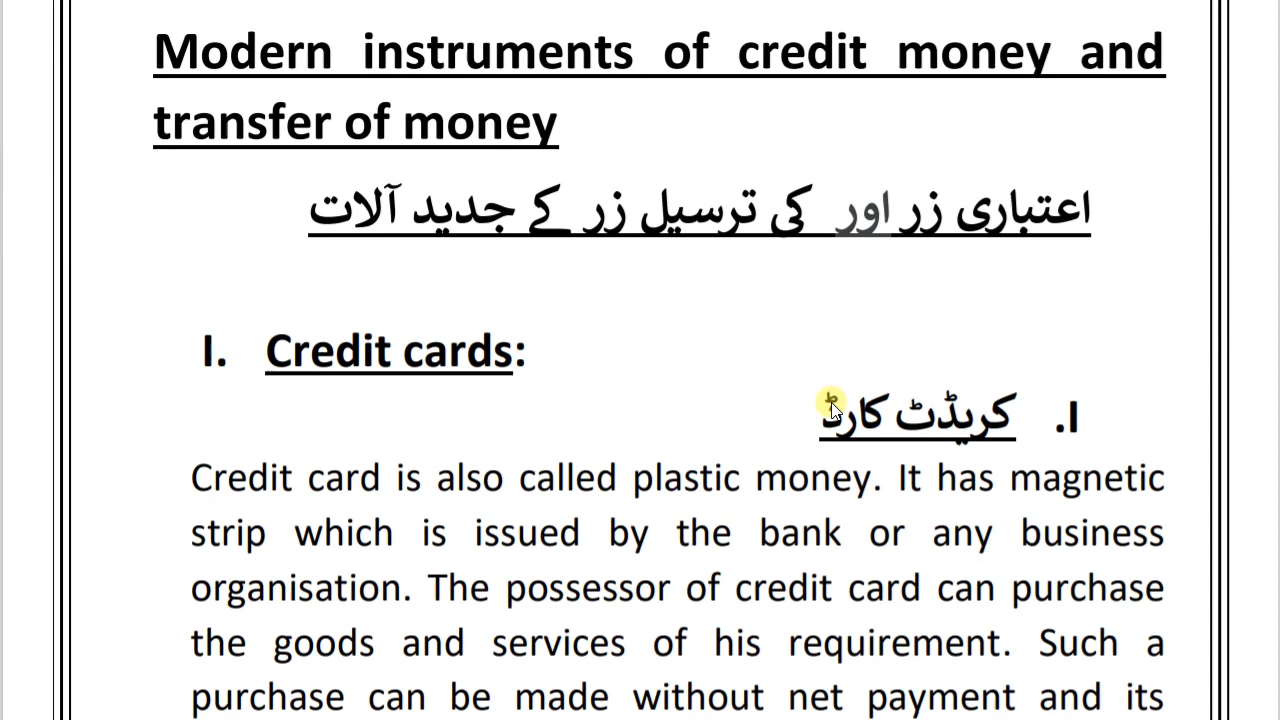 Modern instruments of credit money and
transfer of money
اعتباری زر اور کی ترسیل زر کے جدید آلات
I. Credit cards:
I. کریڈٹ کارڈ
Credit card is also called plastic money. It has magnetic
strip which is issued by the bank or any business
organisation. The possessor of credit card can purchase
the goods and services of his requirement. Such a
purchase can be made without net payment and its